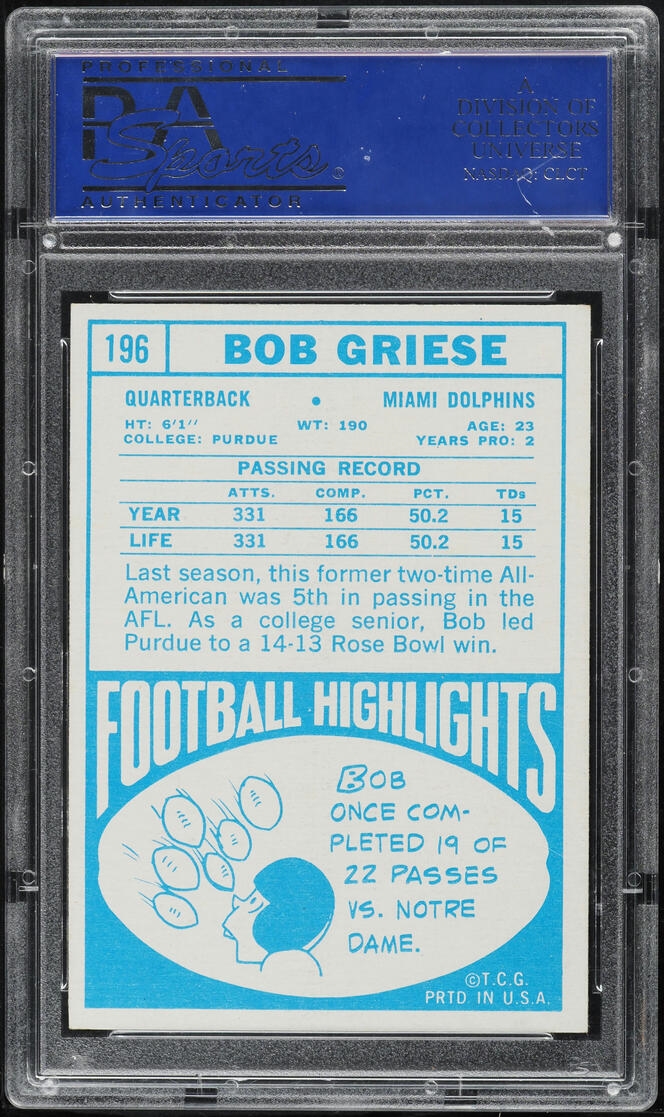 PROFESSIONAL
PSA
Sports®
AUTHENTICATOR
A
DIVISION OF
COLLECTORS
UNIVERSE
NASDAQ: CLCT
196 BOB GRIESE
QUARTERBACK • MIAMI DOLPHINS
HT: 6'1" WT: 190 AGE: 23
COLLEGE: PURDUE YEARS PRO: 2
PASSING RECORD
ATTS. COMP. PCT. TDs
YEAR 331 166 50.2 15
LIFE 331 166 50.2 15
Last season, this former two-time All-
American was 5th in passing in the
AFL. As a college senior, Bob led
Purdue to a 14-13 Rose Bowl win.
FOOTBALL HIGHLIGHTS
BOB
ONCE COM-
PLETED 19 OF
22 PASSES
VS. NOTRE
DAME.
©T.C.G.
PRTD IN U.S.A.